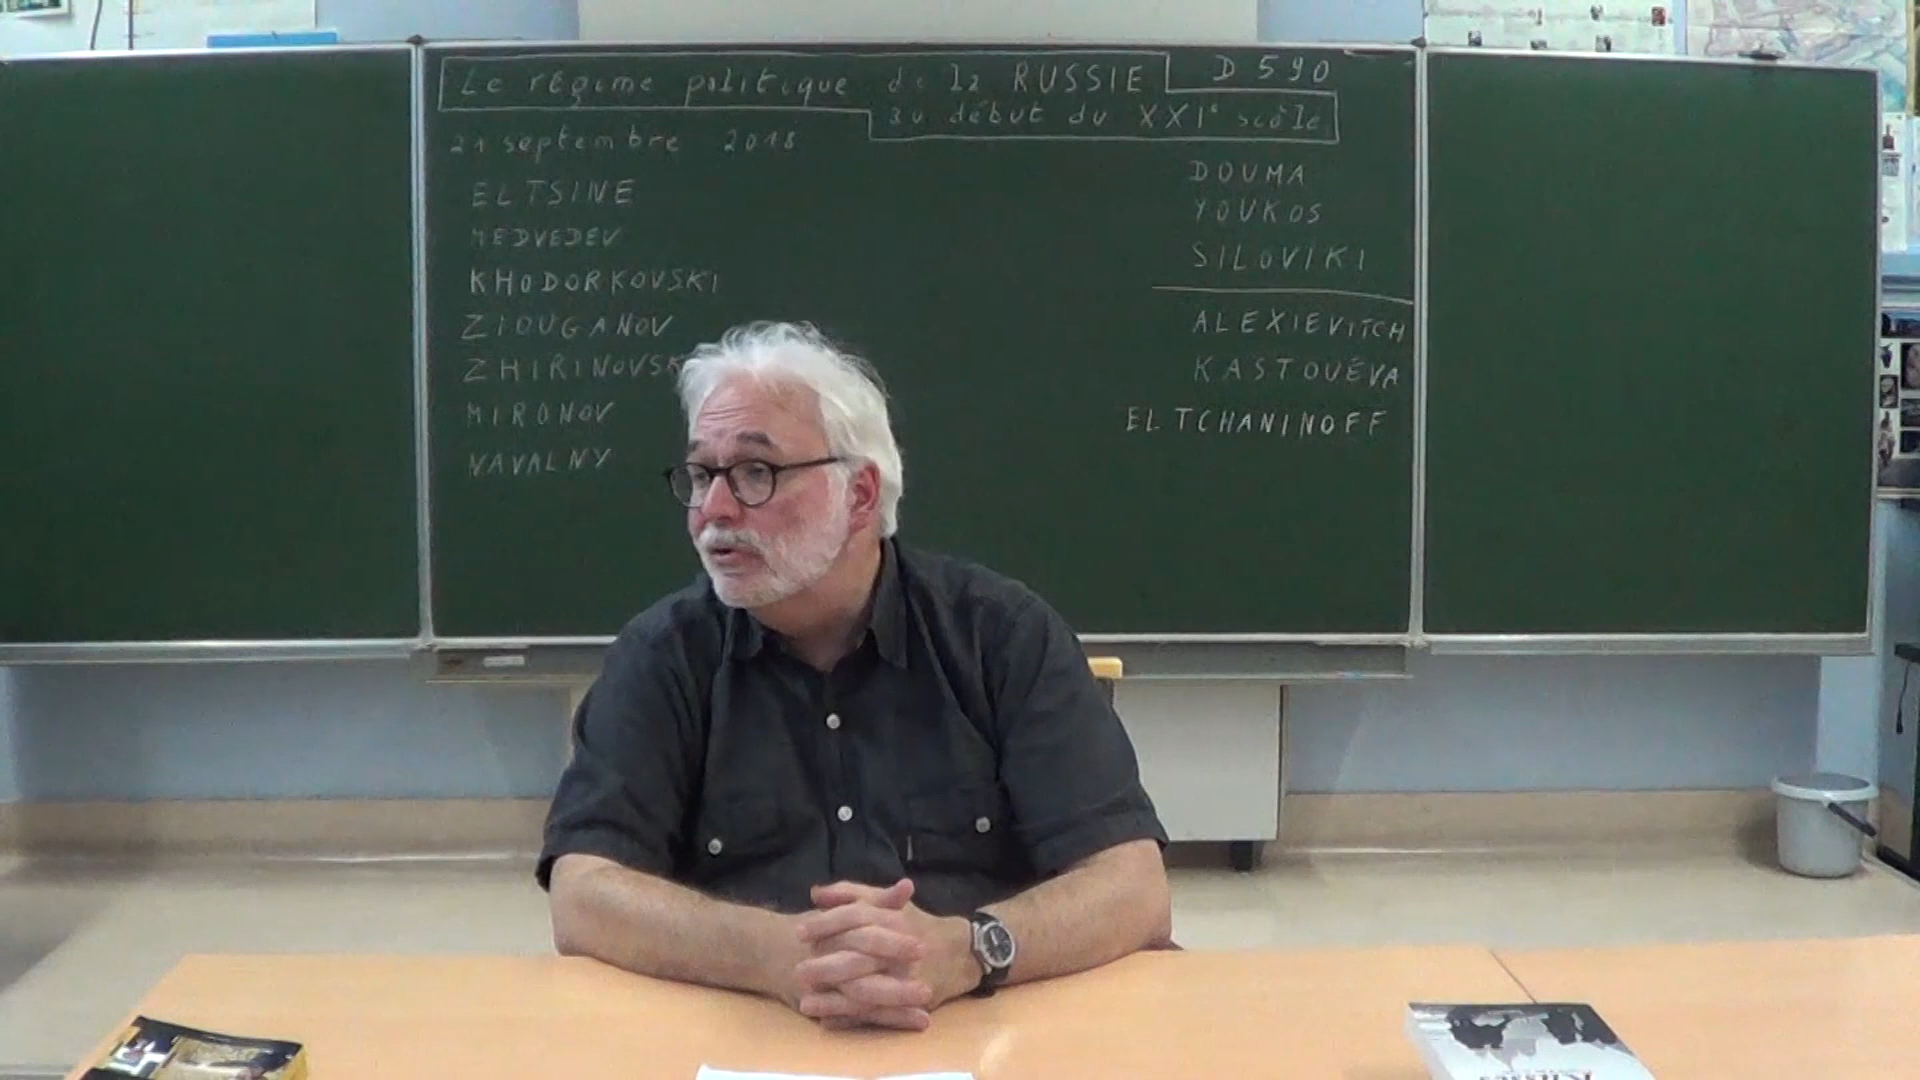 Le régime politique de la RUSSIE
D 590
au début du XXIe siècle
21 septembre 2018
ELTSINE
MEDVEDEV
KHODORKOVSKI
ZIOUGANOV
ZHIRINOVSK
MIRONOV
NAVALNY
DOUMA
YOUKOS
SILOVIKI
ALEXIEVITCH
KASTOUÉVA
ELTCHANINOFF